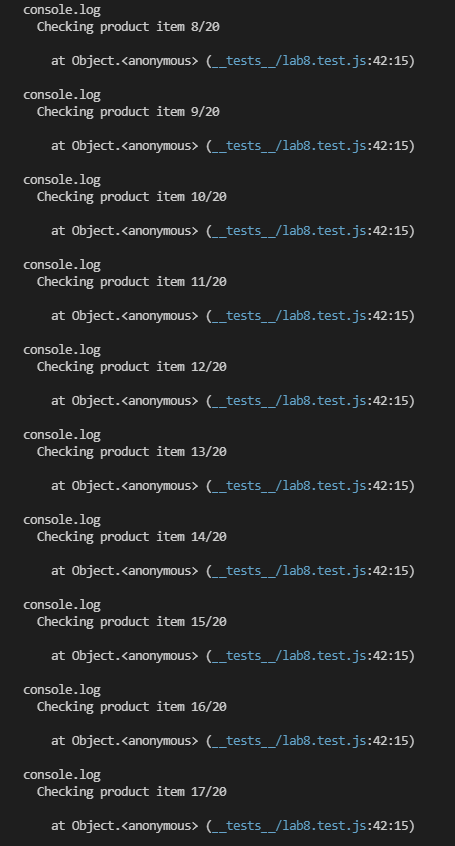 console.log
Checking product item 8/20
at Object.<anonymous> (__tests__/lab8.test.js:42:15)
console.log
Checking product item 9/20
at Object.<anonymous> (__tests__/lab8.test.js:42:15)
console.log
Checking product item 10/20
at Object.<anonymous> (__tests__/lab8.test.js:42:15)
console.log
Checking product item 11/20
at Object.<anonymous> (__tests__/lab8.test.js:42:15)
console.log
Checking product item 12/20
at Object.<anonymous> (__tests__/lab8.test.js:42:15)
console.log
Checking product item 13/20
at Object.<anonymous> (__tests__/lab8.test.js:42:15)
console.log
Checking product item 14/20
at Object.<anonymous> (__tests__/lab8.test.js:42:15)
console.log
Checking product item 15/20
at Object.<anonymous> (__tests__/lab8.test.js:42:15)
console.log
Checking product item 16/20
at Object.<anonymous> (__tests__/lab8.test.js:42:15)
console.log
Checking product item 17/20
at Object.<anonymous> (__tests__/lab8.test.js:42:15)